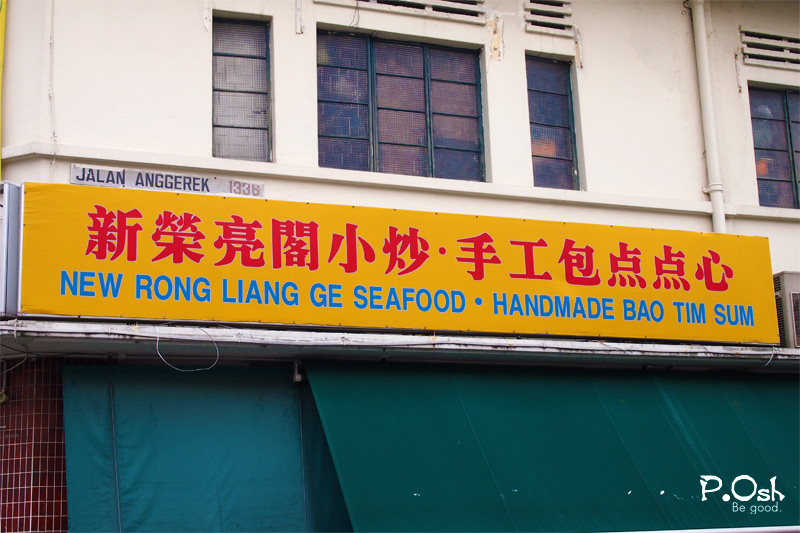 JALAN ANGGEREK 1336
新榮亮閣小炒·手工包点点心
NEW RONG LIANG GE SEAFOOD · HANDMADE BAO TIM SUM
P.Osh
Be good.